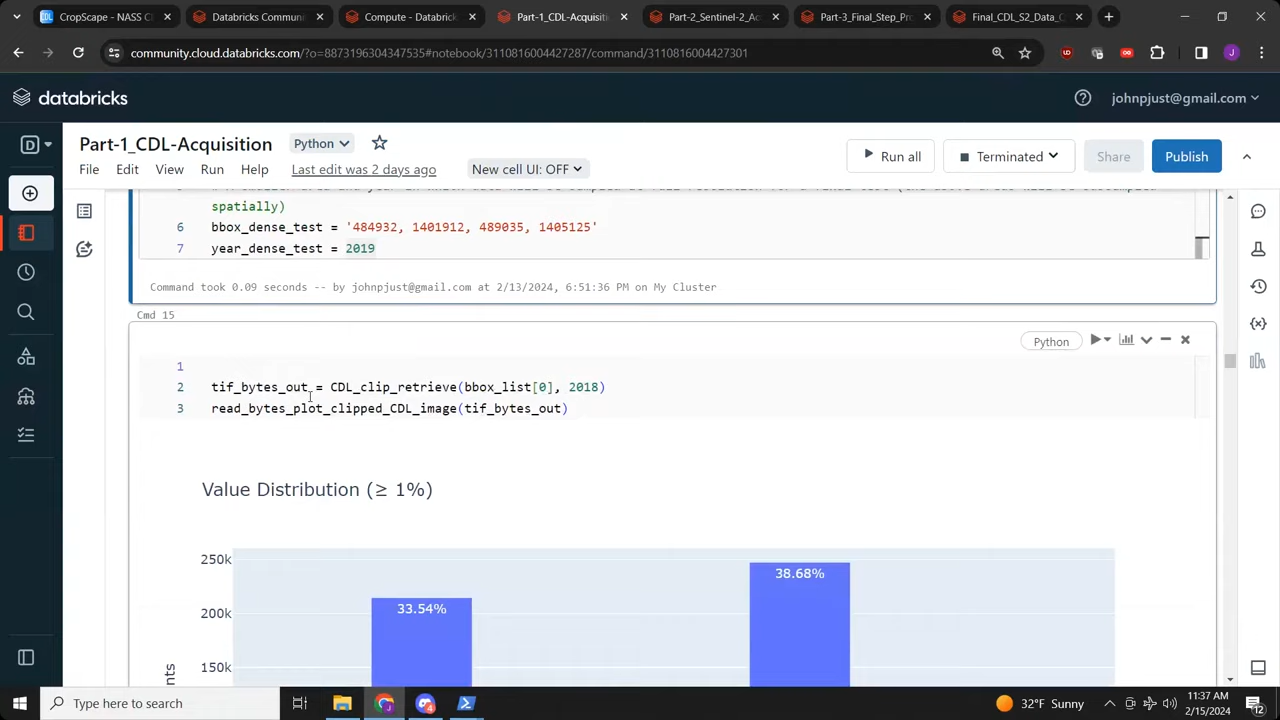 CropScape - NASS C
Databricks Communi
Compute - Databricks
Part-1_CDL-Acquisiti
Part-2_Sentinel-2_Ac
Part-3_Final_Step_Pr
Final_CDL_S2_Data_C
community.cloud.databricks.com/?o=8873196304347535#notebook/3110816004427287/command/3110816004427301
databricks
johnpjust@gmail.com
D
Part-1_CDL-Acquisition
Python
Run all
Terminated
Share
Publish
File
Edit
View
Run
Help
Last edit was 2 days ago
New cell UI: OFF
spatially)
6 bbox_dense_test = '484932, 1401912, 489035, 1405125'
7 year_dense_test = 2019
Command took 0.09 seconds -- by johnpjust@gmail.com at 2/13/2024, 6:51:36 PM on My Cluster
Cmd 15
Python
1
2 tif_bytes_out = CDL_clip_retrieve(bbox_list[0], 2018)
3 read_bytes_plot_clipped_CDL_image(tif_bytes_out)
Value Distribution (≥ 1%)
250k
38.68%
200k
33.54%
150k
nts
Type here to search
32°F Sunny
11:37 AM
2/15/2024
12